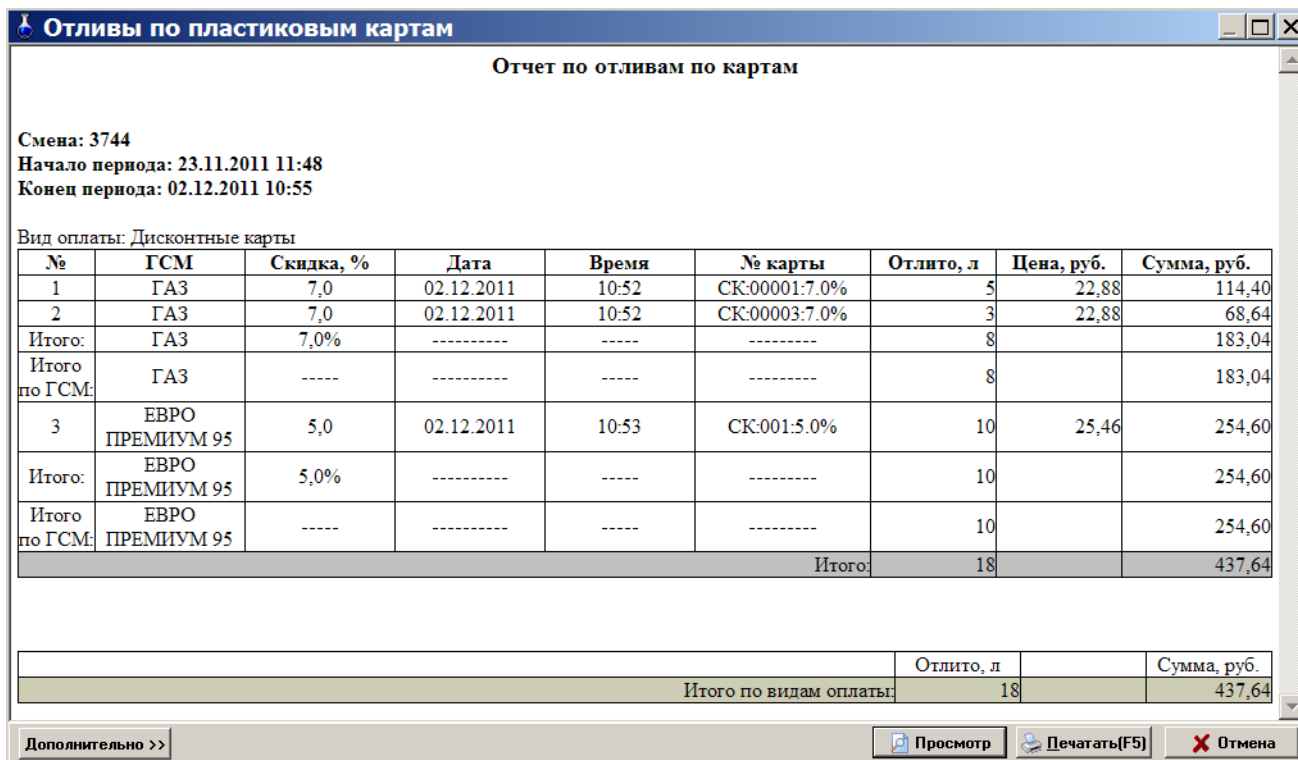 Отливы по пластиковым картам
Отчет по отливам по картам
Смена: 3744
Начало периода: 23.11.2011 11:48
Конец периода: 02.12.2011 10:55
Вид оплаты: Дисконтные карты
№ ГСМ Скидка, % Дата Время № карты Отлито, л Цена, руб. Сумма, руб.
1 ГАЗ 7,0 02.12.2011 10:52 СК:00001:7.0% 5 22,88 114,40
2 ГАЗ 7,0 02.12.2011 10:52 СК:00003:7.0% 3 22,88 68,64
Итого: ГАЗ 7,0% ---------- ----- --------- 8 183,04
Итого
по ГСМ: ГАЗ ----- ---------- ----- --------- 8 183,04
3 ЕВРО
ПРЕМИУМ 95 5,0 02.12.2011 10:53 СК:001:5.0% 10 25,46 254,60
Итого: ЕВРО
ПРЕМИУМ 95 5,0% ---------- ----- --------- 10 254,60
Итого ЕВРО
по ГСМ: ПРЕМИУМ 95 ----- ---------- ----- --------- 10 254,60
Итого: 18 437,64
Отлито, л Сумма, руб.
Итого по видам оплаты: 18 437,64
Дополнительно >> Просмотр Печатать(F5) Отмена